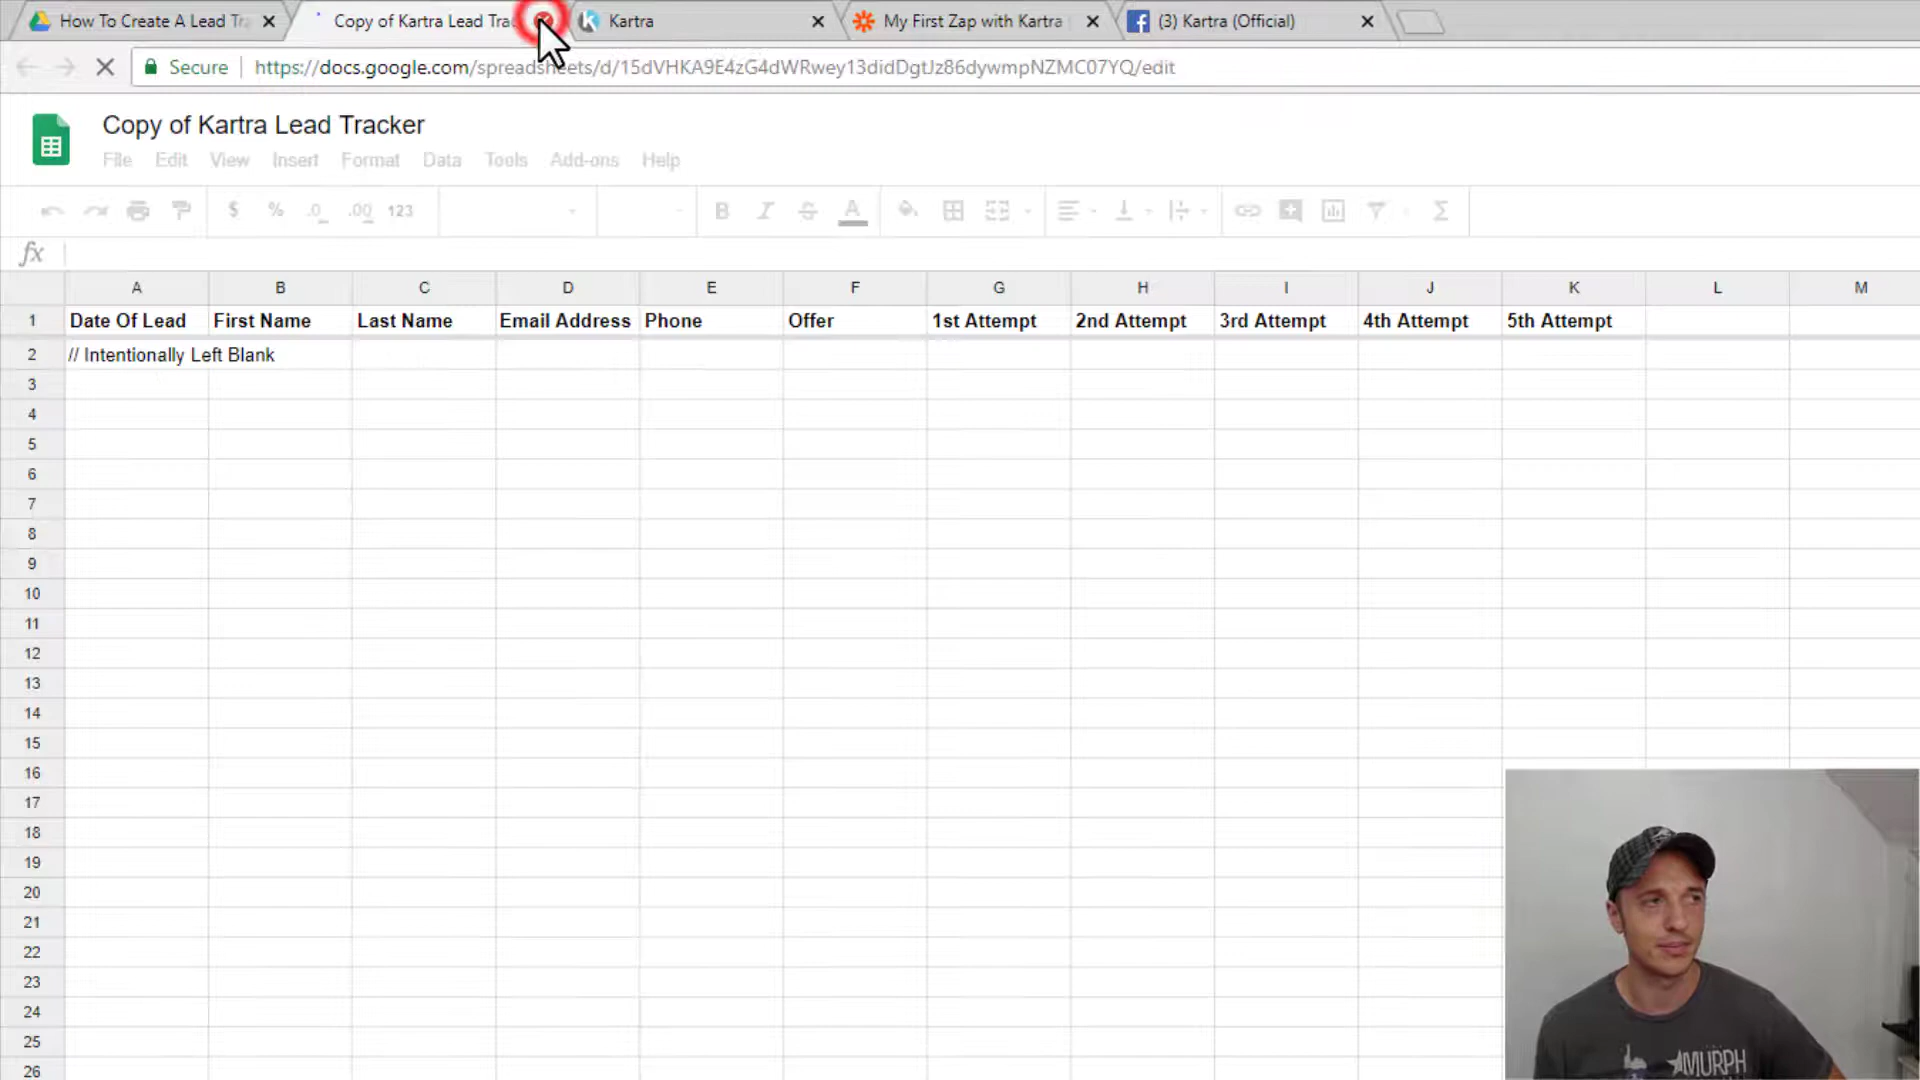 How To Create A Lead Tr
Copy of Kartra Lead Trac
Kartra
My First Zap with Kartra
(3) Kartra (Official)
Secure
https://docs.google.com/spreadsheets/d/15dVHKA9E4zG4dWRwey13didDgtJz86dywmpNZMC07YQ/edit
Copy of Kartra Lead Tracker
File Edit View Insert Format Data Tools Add-ons Help
$ % .0 .00 123 B I S A Σ
fx
A B C D E F G H I J K L M
1 Date Of Lead First Name Last Name Email Address Phone Offer 1st Attempt 2nd Attempt 3rd Attempt 4th Attempt 5th Attempt
2 // Intentionally Left Blank
3
4
5
6
7
8
9
10
11
12
13
14
15
16
17
18
19
20
21
22
23
24
25
26
MURPH